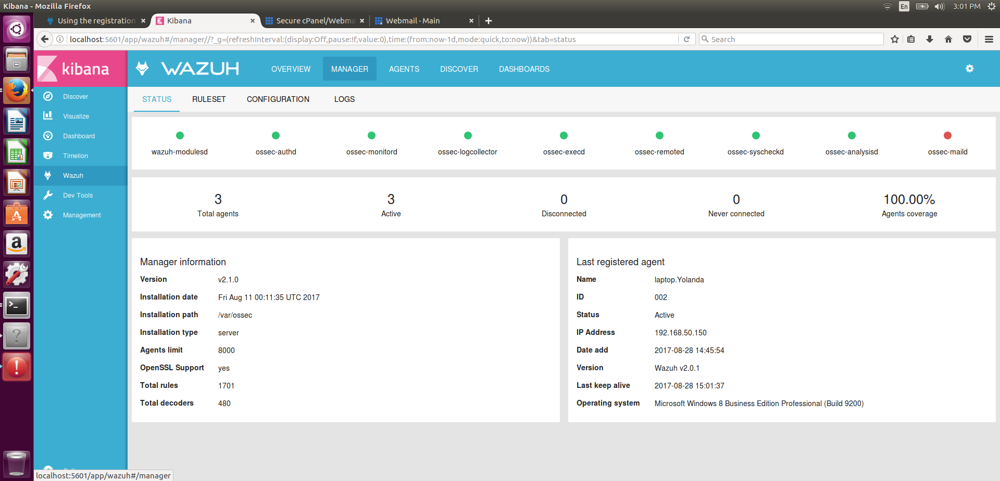 Kibana - Mozilla Firefox
En
3:01 PM
Using the registration
Kibana
Secure cPanel/Webma
Webmail - Main
localhost:5601/app/wazuh#/manager//?_g=(refreshInterval:(display:Off,pause:!f,value:0),time:(from:now-1d,mode:quick,to:now))&tab=status
Search
kibana
WAZUH
OVERVIEW
MANAGER
AGENTS
DISCOVER
DASHBOARDS
Discover
Visualize
Dashboard
Timelion
Wazuh
Dev Tools
Management
STATUS
RULESET
CONFIGURATION
LOGS
wazuh-modulesd
ossec-authd
ossec-monitord
ossec-logcollector
ossec-execd
ossec-remoted
ossec-syscheckd
ossec-analysisd
ossec-maild
3
Total agents
3
Active
0
Disconnected
0
Never connected
100.00%
Agents coverage
Manager information
Version v2.1.0
Installation date Fri Aug 11 00:11:35 UTC 2017
Installation path /var/ossec
Installation type server
Agents limit 8000
OpenSSL Support yes
Total rules 1701
Total decoders 480
Last registered agent
Name laptop.Yolanda
ID 002
Status Active
IP Address 192.168.50.150
Date add 2017-08-28 14:45:54
Version Wazuh v2.0.1
Last keep alive 2017-08-28 15:01:37
Operating system Microsoft Windows 8 Business Edition Professional (Build 9200)
localhost:5601/app/wazuh#/manager